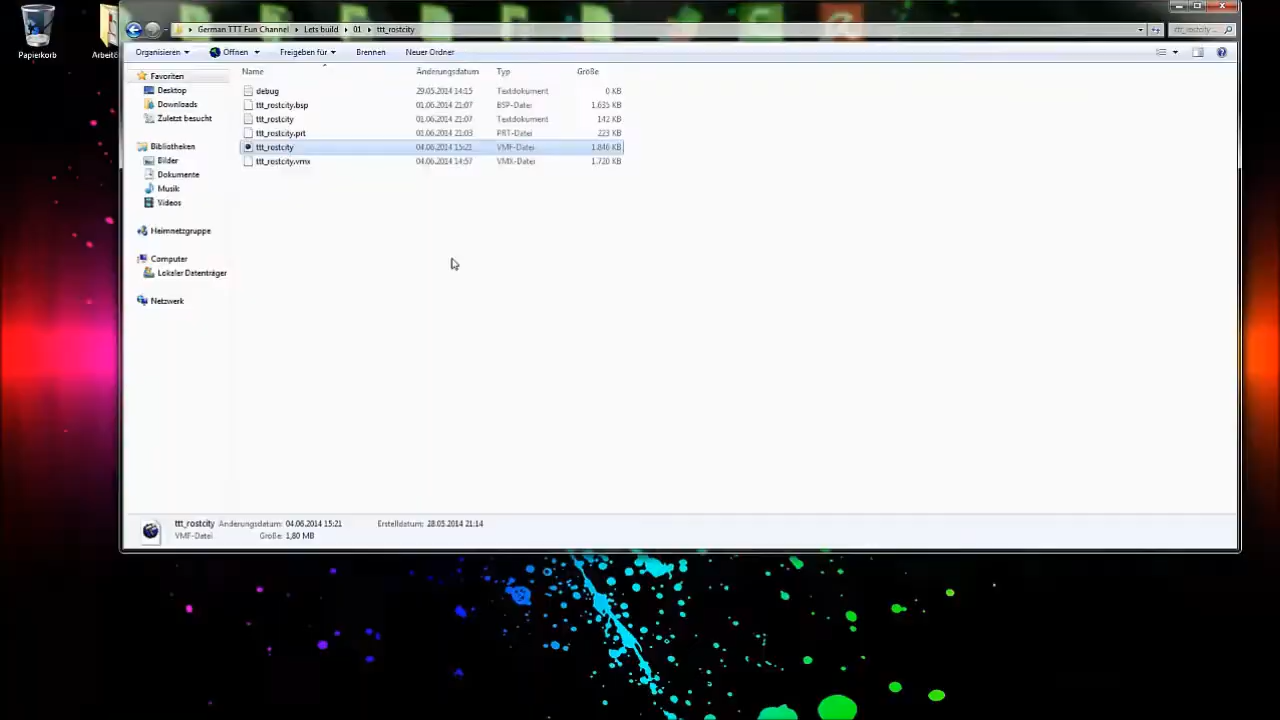 Papierkorb
German TTT Fun Channel Lets build 01 ttt_rostcity
ttt_rostcity
Organisieren Öffnen Freigeben für Brennen Neuer Ordner
Favoriten
Desktop
Downloads
Zuletzt besucht
Bibliotheken
Bilder
Dokumente
Musik
Videos
Heimnetzgruppe
Computer
Lokaler Datenträger
Netzwerk
Name Änderungsdatum Typ Größe
debug 29.05.2014 14:15 Textdokument 0 KB
ttt_rostcity.bsp 01.06.2014 21:07 BSP-Datei 1.635 KB
ttt_rostcity 01.06.2014 21:07 Textdokument 142 KB
ttt_rostcity.prt 01.06.2014 21:03 PRT-Datei 223 KB
ttt_rostcity 04.06.2014 15:21 VMF-Datei 1.846 KB
ttt_rostcity.vmx 04.06.2014 14:57 VMX-Datei 1.720 KB
ttt_rostcity Änderungsdatum: 04.06.2014 15:21 Erstelldatum: 28.05.2014 21:14
VMF-Datei Größe: 1,80 MB